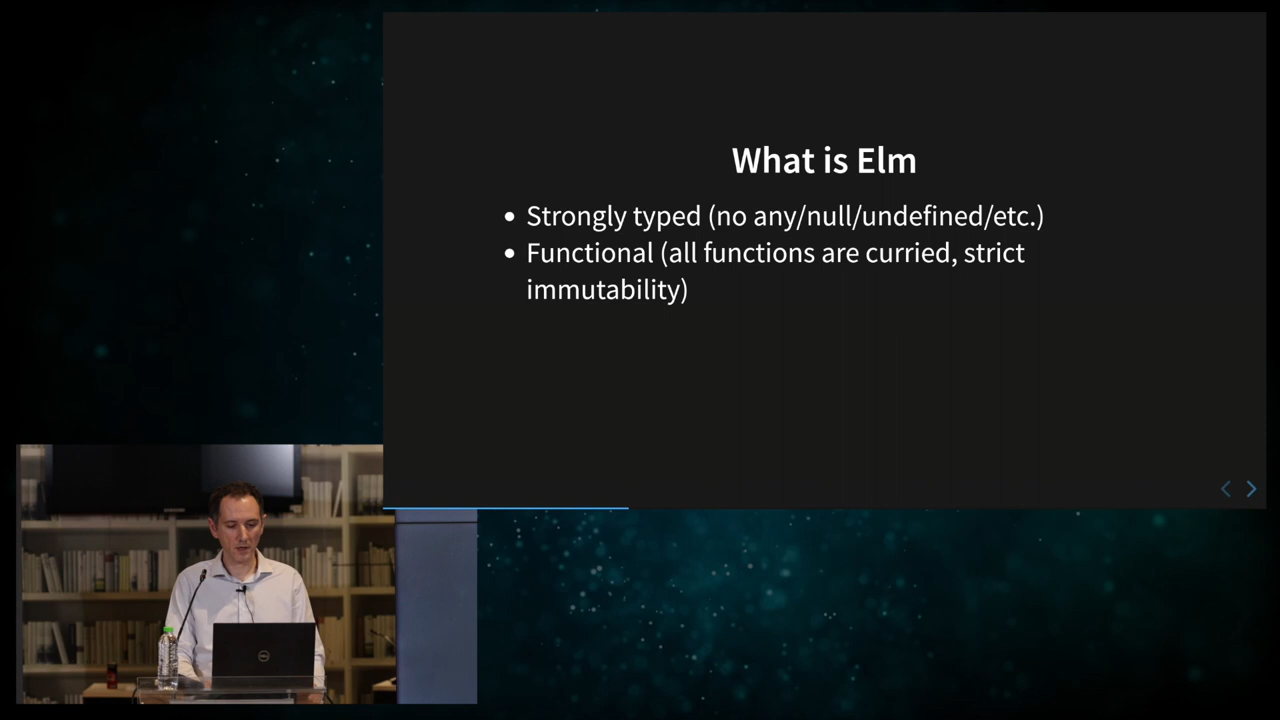 What is Elm
• Strongly typed (no any/null/undefined/etc.)
• Functional (all functions are curried, strict
immutability)